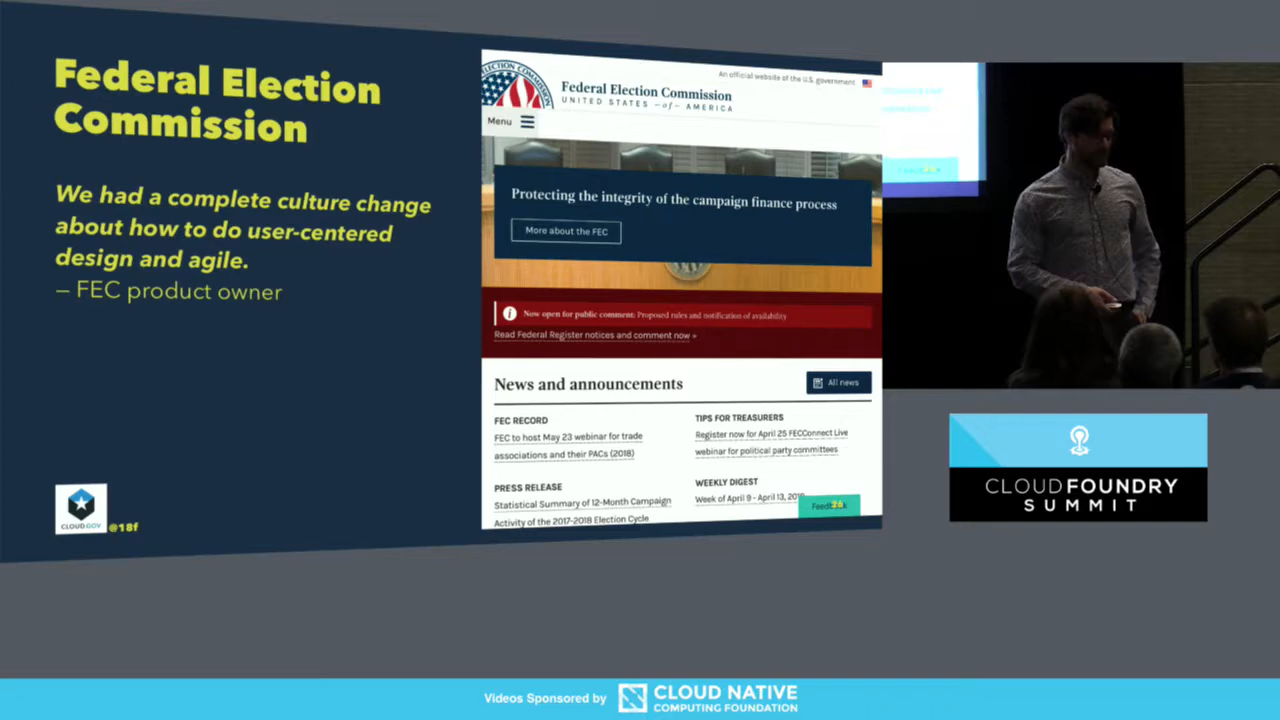 Federal Election
Commission
We had a complete culture change
about how to do user-centered
design and agile.
– FEC product owner
CLOUD.GOV
@18f
ELECTION COMMISSION
An official website of the U.S. government
Federal Election Commission
UNITED STATES —of— AMERICA
Menu
Protecting the integrity of the campaign finance process
More about the FEC
Now open for public comment: Proposed rules and notification of availability
Read Federal Register notices and comment now »
News and announcements
All news
FEC RECORD
FEC to host May 23 webinar for trade
associations and their PACs (2018)
PRESS RELEASE
Statistical Summary of 12-Month Campaign
Activity of the 2017-2018 Election Cycle
TIPS FOR TREASURERS
Register now for April 25 FECConnect Live
webinar for political party committees
WEEKLY DIGEST
Week of April 9 - April 13, 2018
Feedback
CLOUD FOUNDRY
SUMMIT
Videos Sponsored by
CLOUD NATIVE
COMPUTING FOUNDATION